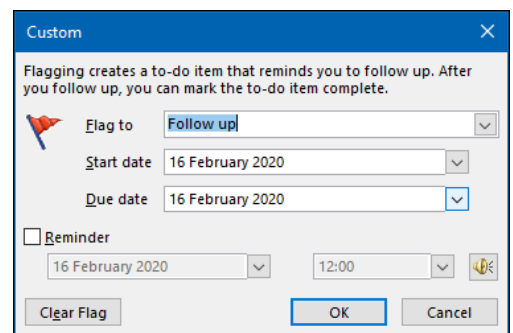 Custom
Flagging creates a to-do item that reminds you to follow up. After
you follow up, you can mark the to-do item complete.
Flag to Follow up
Start date 16 February 2020
Due date 16 February 2020
Reminder
16 February 2020 12:00
Clear Flag OK Cancel